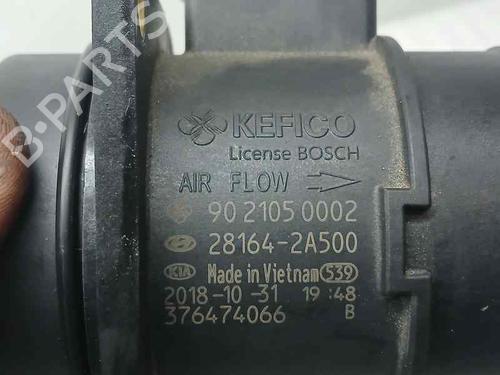 B-PARTS
KEFICO
License BOSCH
AIR FLOW
90 2105 0002
28164-2A500
KIA Made in Vietnam 539
2018-10-31 19:48
376474066 B
B-PARTS